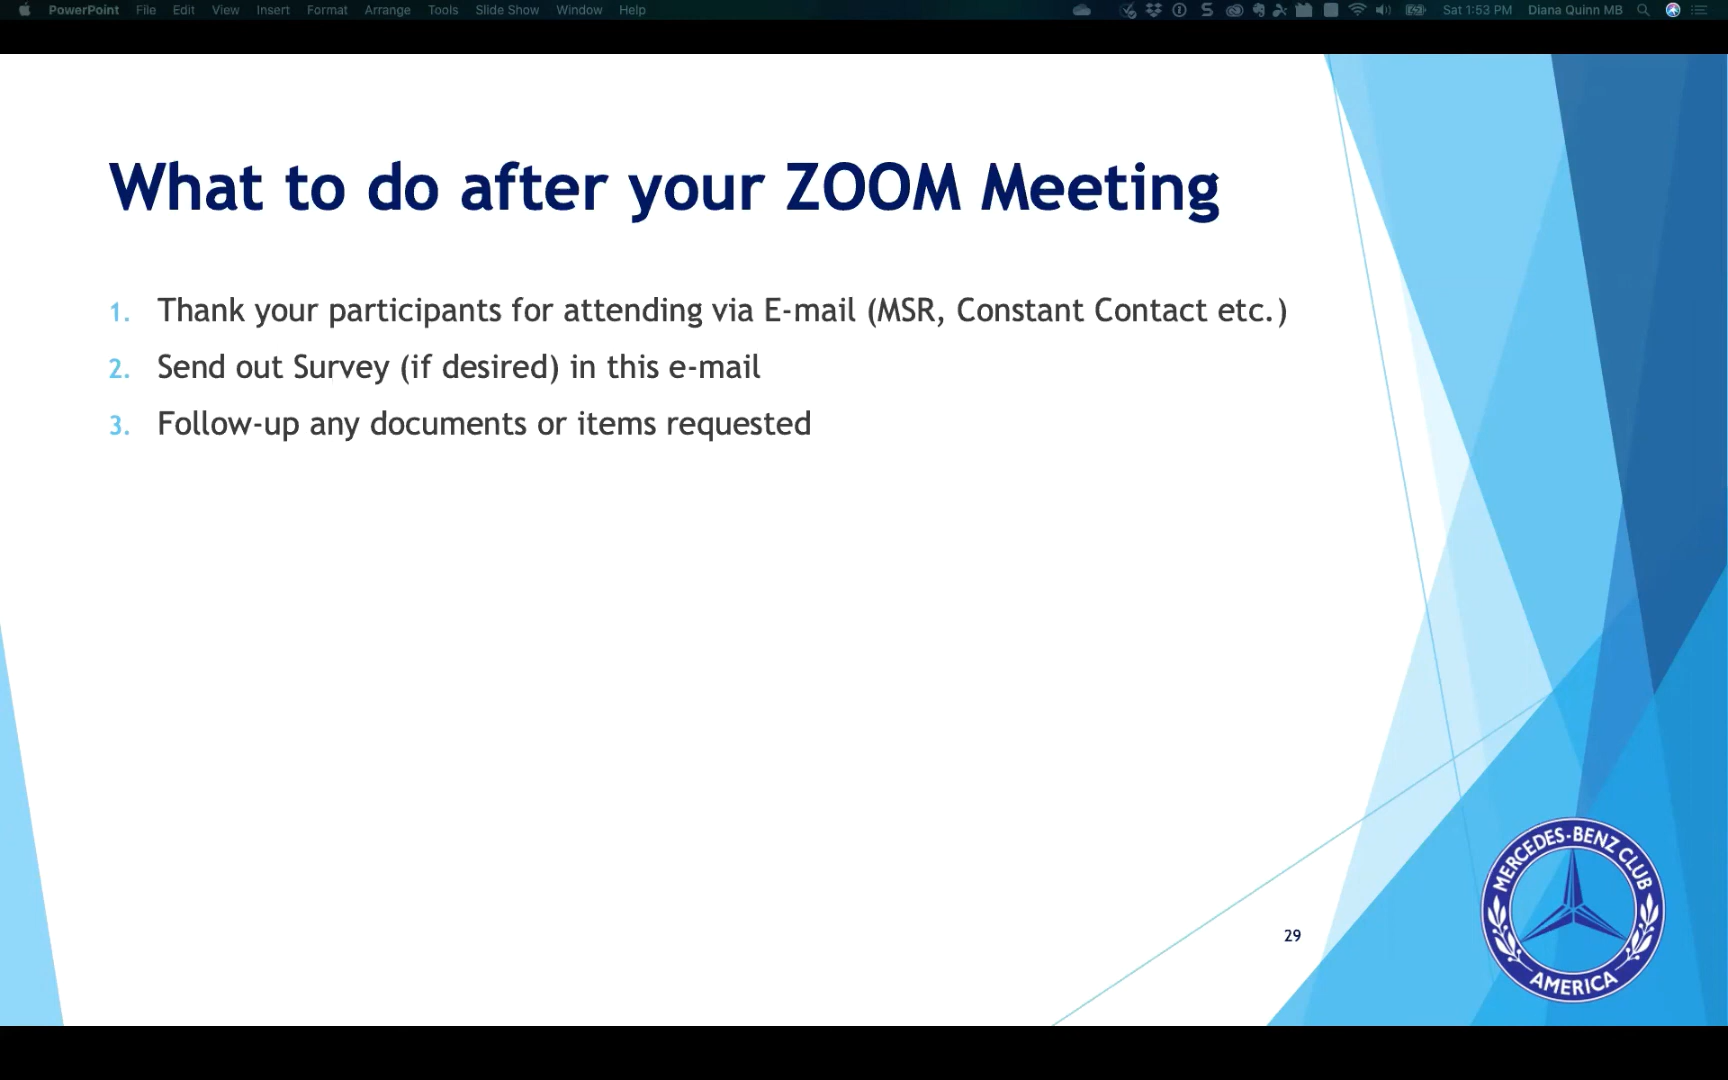 PowerPoint File Edit View Insert Format Arrange Tools Slide Show Window Help Sat 1:53 PM Diana Quinn MB
What to do after your ZOOM Meeting
1. Thank your participants for attending via E-mail (MSR, Constant Contact etc.)
2. Send out Survey (if desired) in this e-mail
3. Follow-up any documents or items requested
29
MERCEDES-BENZ CLUB
AMERICA